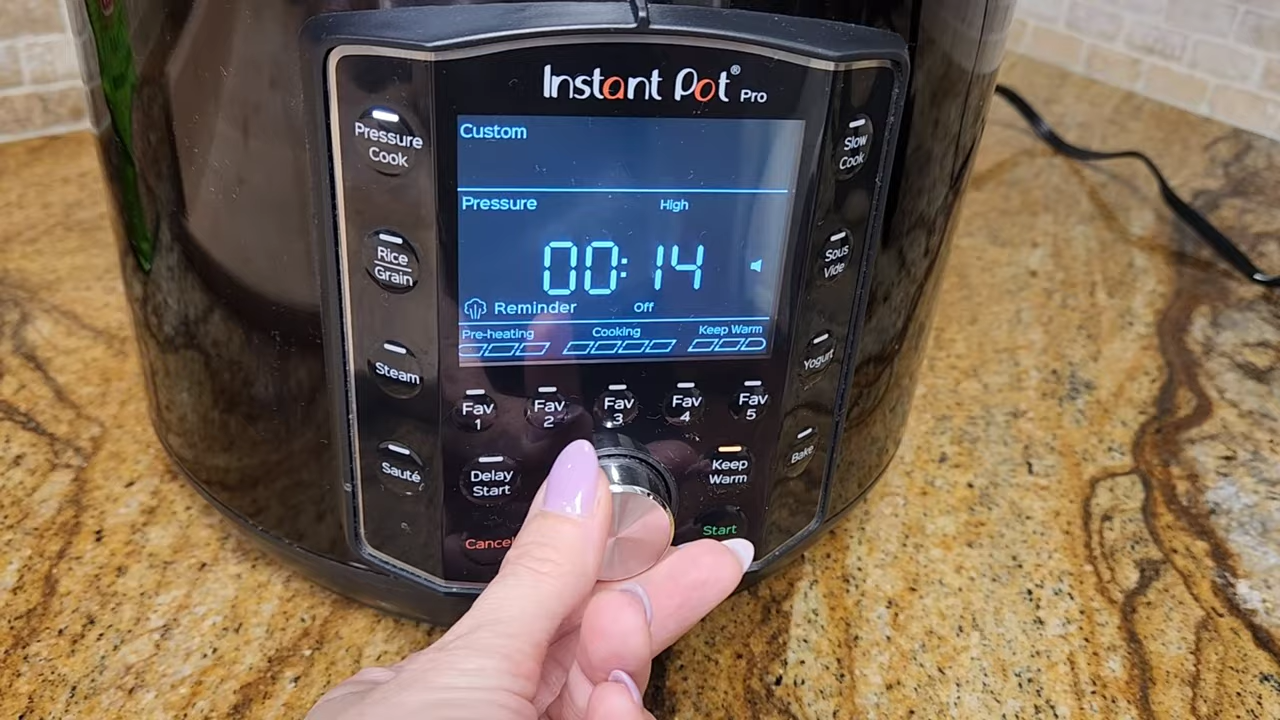 Instant Pot® Pro
Pressure
Cook
Rice
Grain
Steam
Sauté
Custom
Pressure High
00:14
Reminder Off
Pre-heating Cooking Keep Warm
Fav
1
Fav
2
Fav
3
Fav
4
Fav
5
Delay
Start
Keep
Warm
Cancel
Start
Slow
Cook
Sous
Vide
Yogurt
Bake